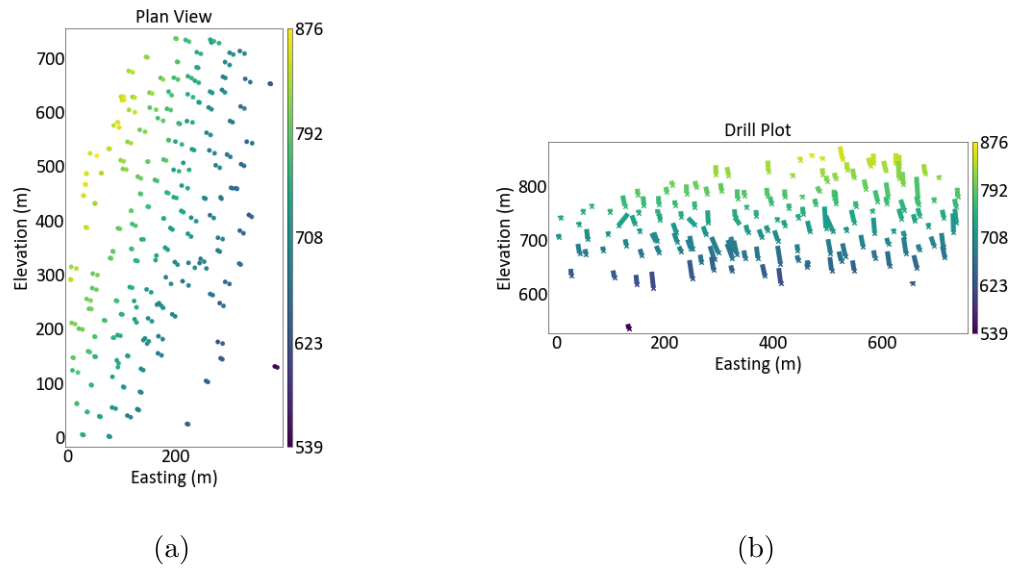 Plan View
876
792
708
623
539
700
600
500
400
300
200
100
0
0 200
Elevation (m)
Easting (m)
(a)
Drill Plot
876
792
708
623
539
800
700
600
0 200 400 600
Elevation (m)
Easting (m)
(b)